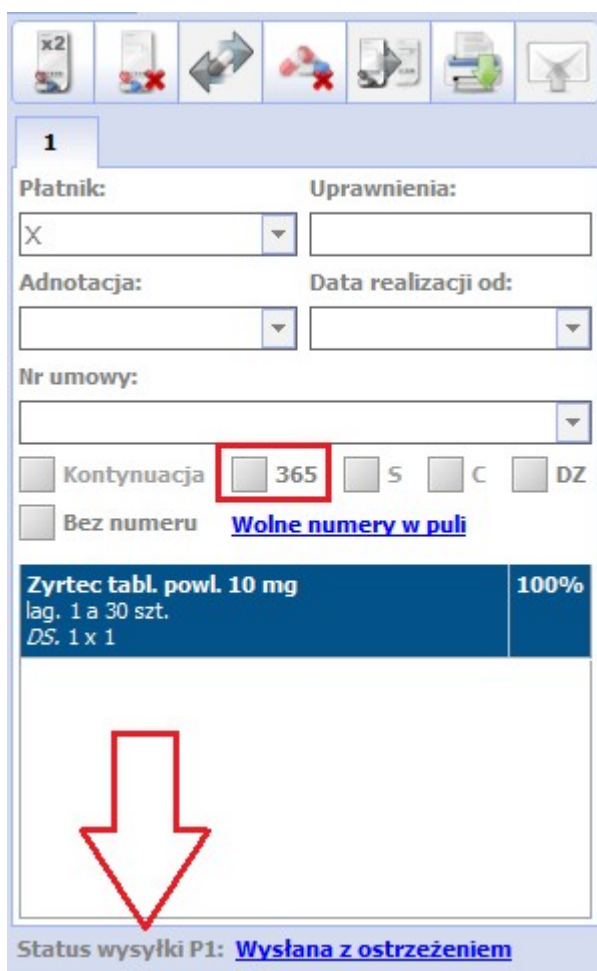 x2
1
Płatnik: Uprawnienia:
X
Adnotacja: Data realizacji od:
Nr umowy:
Kontynuacja 365 S C DZ
Bez numeru Wolne numery w puli
Zyrtec tabl. powl. 10 mg 100%
lag. 1 a 30 szt.
DS. 1 x 1
Status wysyłki P1: Wysłana z ostrzeżeniem